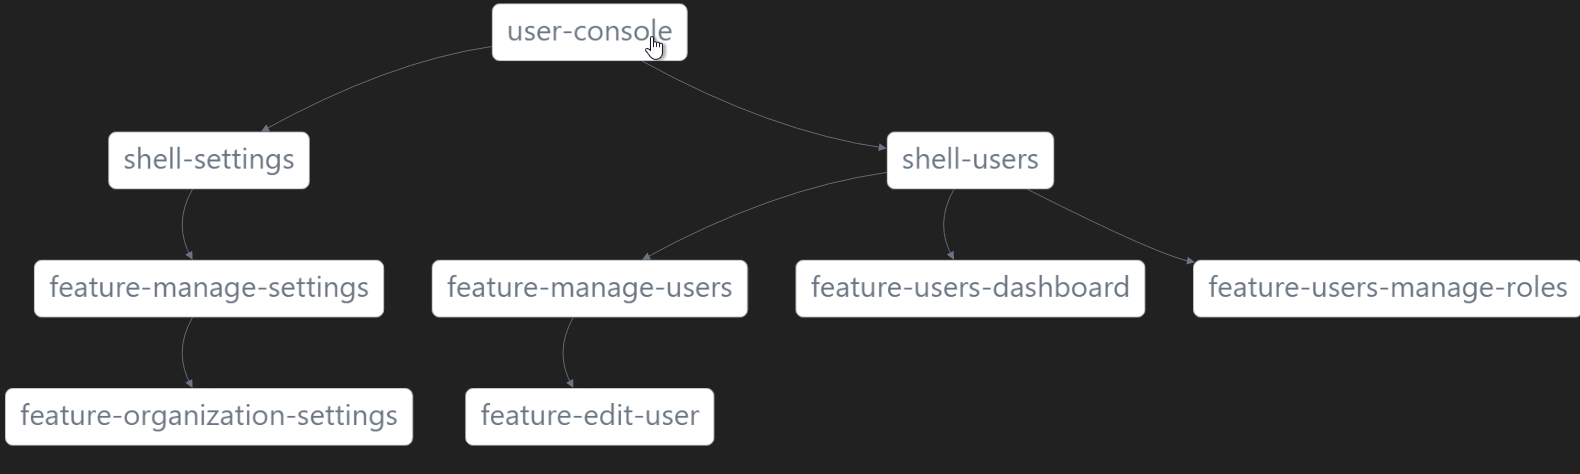 user-console
shell-settings
shell-users
feature-manage-settings
feature-manage-users
feature-users-dashboard
feature-users-manage-roles
feature-organization-settings
feature-edit-user